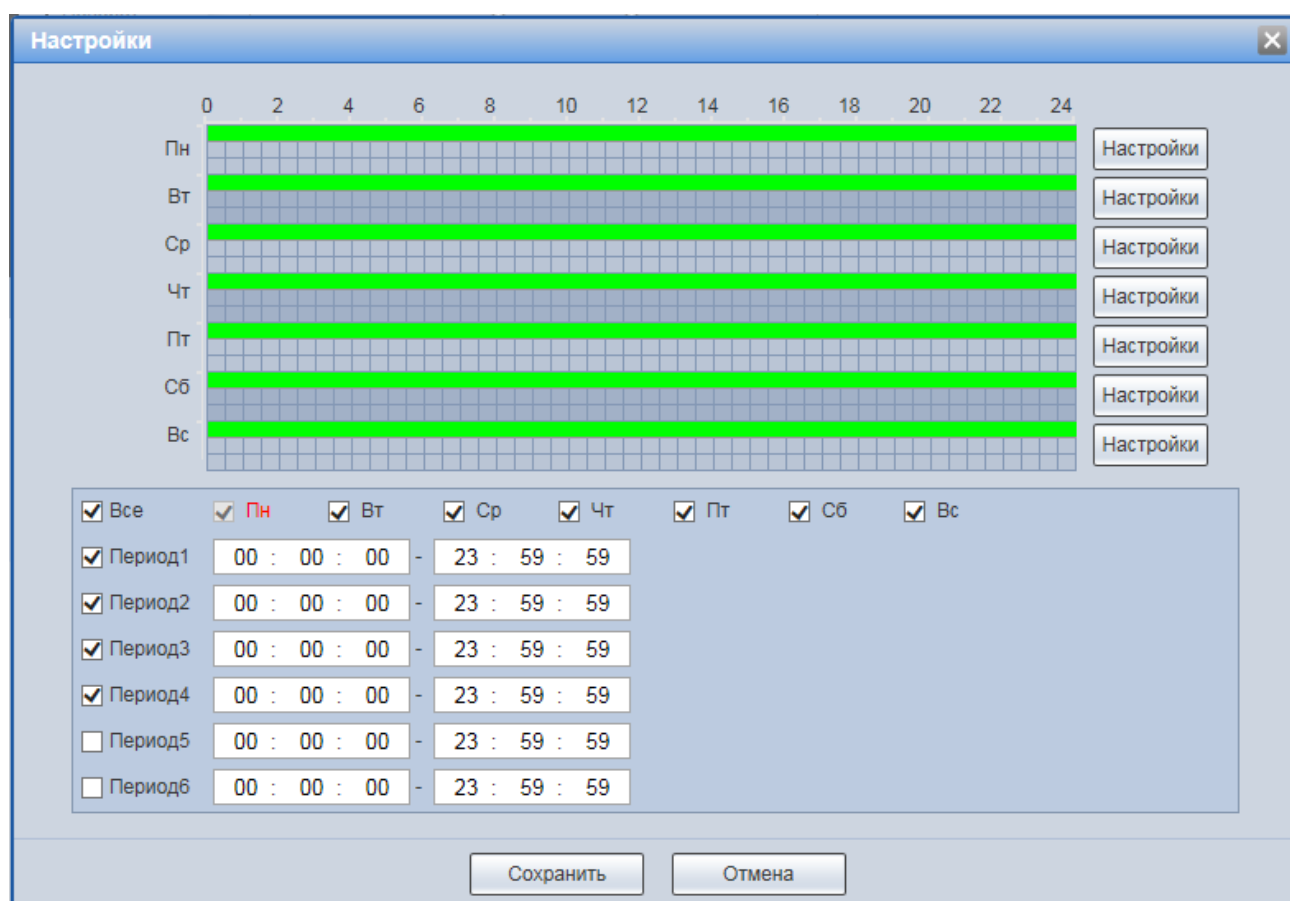 Настройки
0 2 4 6 8 10 12 14 16 18 20 22 24
Пн Настройки
Вт Настройки
Ср Настройки
Чт Настройки
Пт Настройки
Сб Настройки
Вс Настройки
Все Пн Вт Ср Чт Пт Сб Вс
Период1 00 : 00 : 00 - 23 : 59 : 59
Период2 00 : 00 : 00 - 23 : 59 : 59
Период3 00 : 00 : 00 - 23 : 59 : 59
Период4 00 : 00 : 00 - 23 : 59 : 59
Период5 00 : 00 : 00 - 23 : 59 : 59
Период6 00 : 00 : 00 - 23 : 59 : 59
Сохранить Отмена